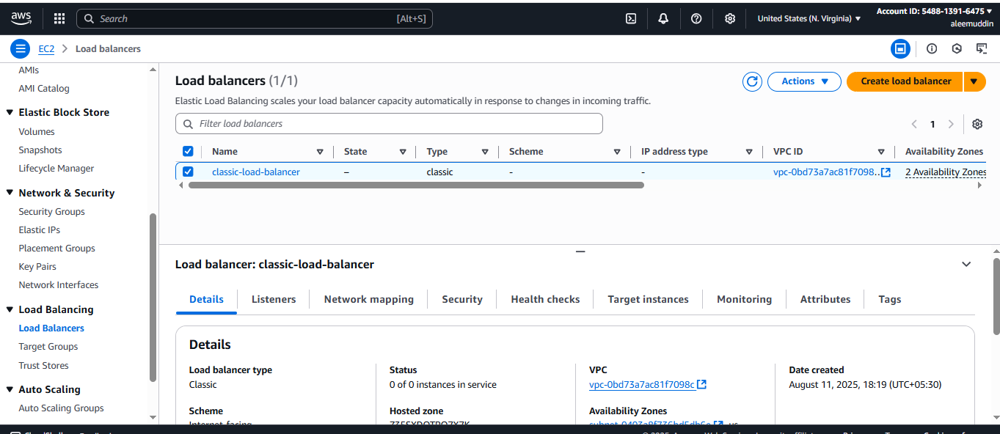 aws
Search [Alt+S]
United States (N. Virginia)
Account ID: 5488-1391-6475
aleemuddin
EC2 Load balancers
AMIs
AMI Catalog
Elastic Block Store
Volumes
Snapshots
Lifecycle Manager
Network & Security
Security Groups
Elastic IPs
Placement Groups
Key Pairs
Network Interfaces
Load Balancing
Load Balancers
Target Groups
Trust Stores
Auto Scaling
Auto Scaling Groups
Load balancers (1/1)
Actions
Create load balancer
Elastic Load Balancing scales your load balancer capacity automatically in response to changes in incoming traffic.
Filter load balancers
1
Name State Type Scheme IP address type VPC ID Availability Zones
classic-load-balancer – classic - - vpc-0bd73a7ac81f7098... 2 Availability Zones
Load balancer: classic-load-balancer
Details Listeners Network mapping Security Health checks Target instances Monitoring Attributes Tags
Details
Load balancer type
Classic
Status
0 of 0 instances in service
VPC
vpc-0bd73a7ac81f7098c
Date created
August 11, 2025, 18:19 (UTC+05:30)
Scheme
Internet-facing
Hosted zone
Availability Zones